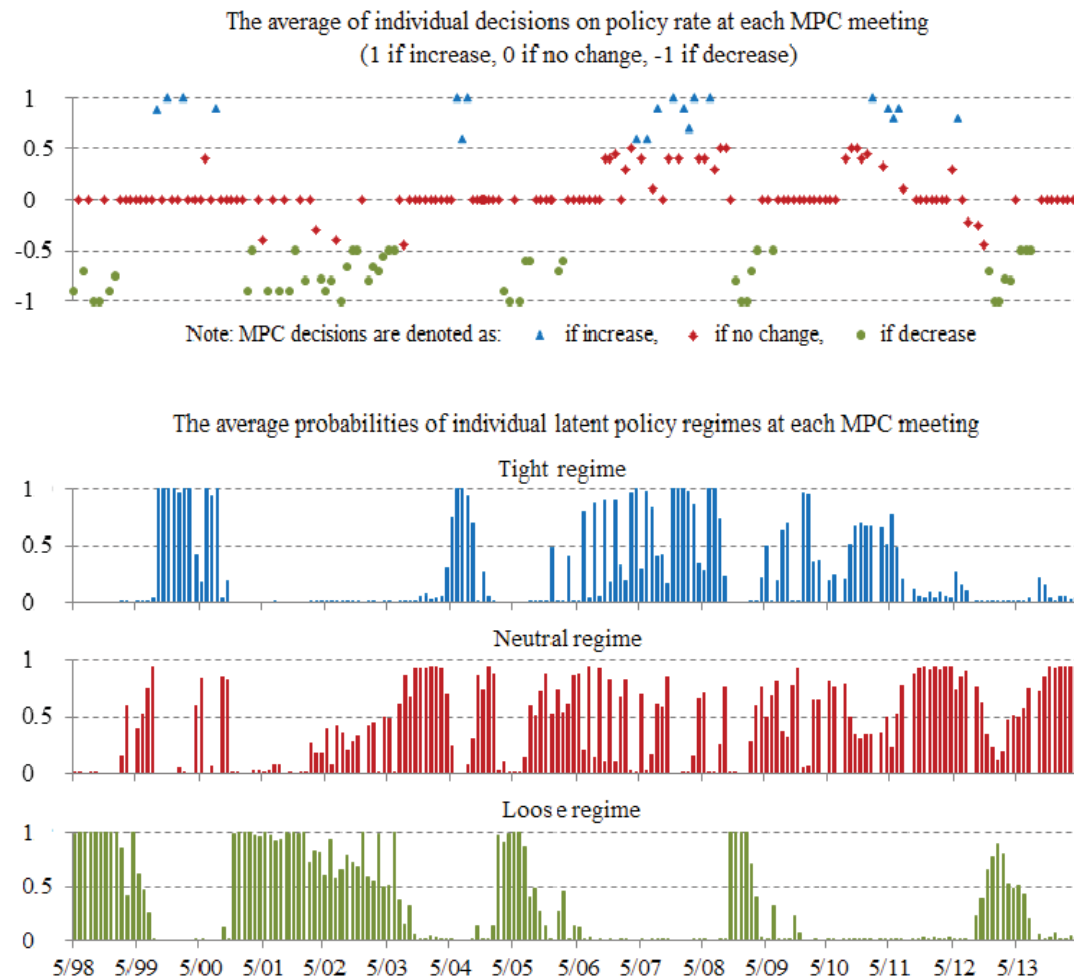 The average of individual decisions on policy rate at each MPC meeting
(1 if increase, 0 if no change, -1 if decrease)
1
0.5
0
-0.5
-1
Note: MPC decisions are denoted as: if increase, if no change, if decrease
The average probabilities of individual latent policy regimes at each MPC meeting
Tight regime
1
0.5
0
Neutral regime
1
0.5
0
Loose regime
1
0.5
0
5/98 5/99 5/00 5/01 5/02 5/03 5/04 5/05 5/06 5/07 5/08 5/09 5/10 5/11 5/12 5/13